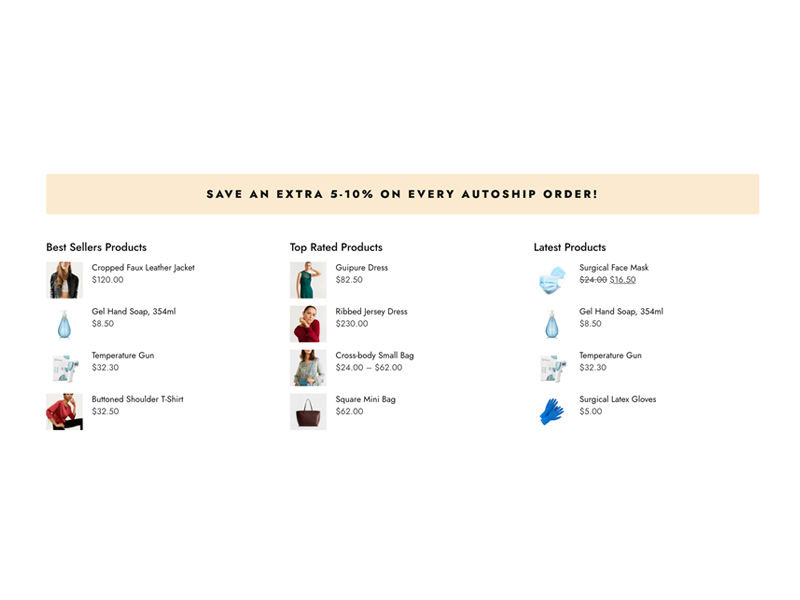 SAVE AN EXTRA 5-10% ON EVERY AUTOSHIP ORDER!
Best Sellers Products
Cropped Faux Leather Jacket
$120.00
Gel Hand Soap, 354ml
$8.50
Temperature Gun
$32.30
Buttoned Shoulder T-Shirt
$32.50
Top Rated Products
Guipure Dress
$82.50
Ribbed Jersey Dress
$230.00
Cross-body Small Bag
$24.00 – $62.00
Square Mini Bag
$62.00
Latest Products
Surgical Face Mask
$24.00 $16.50
Gel Hand Soap, 354ml
$8.50
Temperature Gun
$32.30
Surgical Latex Gloves
$5.00